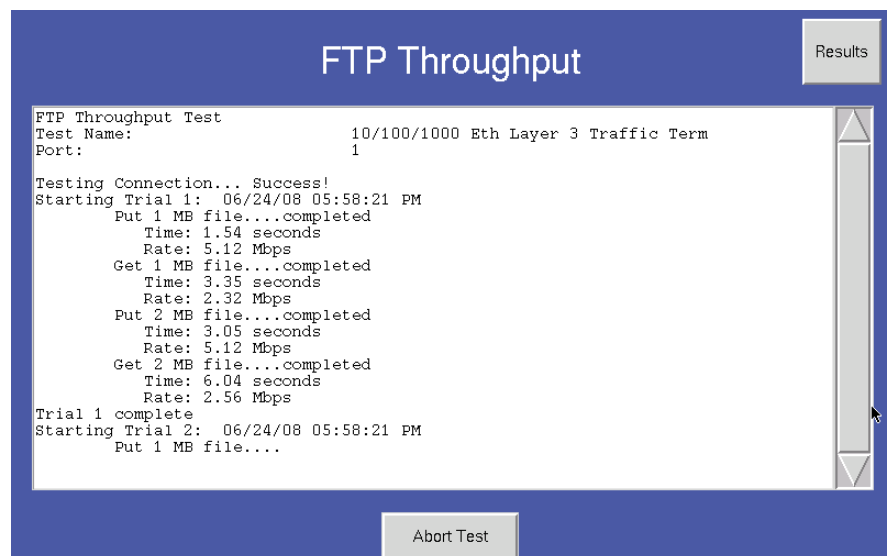 FTP Throughput
Results
FTP Throughput Test
Test Name: 10/100/1000 Eth Layer 3 Traffic Term
Port: 1
Testing Connection... Success!
Starting Trial 1: 06/24/08 05:58:21 PM
Put 1 MB file....completed
Time: 1.54 seconds
Rate: 5.12 Mbps
Get 1 MB file....completed
Time: 3.35 seconds
Rate: 2.32 Mbps
Put 2 MB file....completed
Time: 3.05 seconds
Rate: 5.12 Mbps
Get 2 MB file....completed
Time: 6.04 seconds
Rate: 2.56 Mbps
Trial 1 complete
Starting Trial 2: 06/24/08 05:58:21 PM
Put 1 MB file....
Abort Test